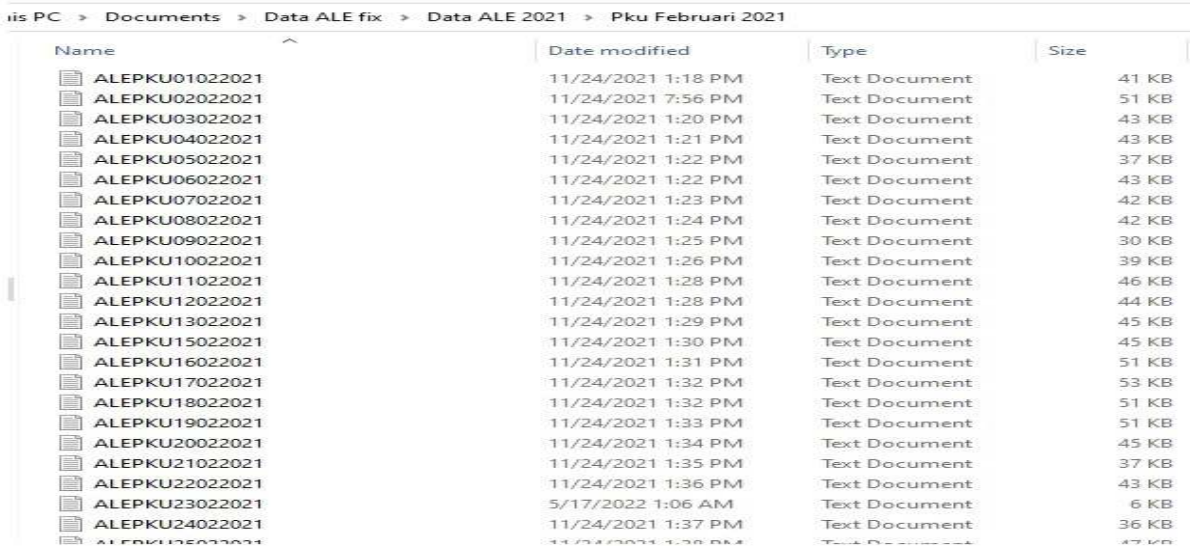 is PC > Documents > Data ALE fix > Data ALE 2021 > Pku Februari 2021
Name Date modified Type Size
ALEPKU01022021 11/24/2021 1:18 PM Text Document 41 KB
ALEPKU02022021 11/24/2021 7:56 PM Text Document 51 KB
ALEPKU03022021 11/24/2021 1:20 PM Text Document 43 KB
ALEPKU04022021 11/24/2021 1:21 PM Text Document 43 KB
ALEPKU05022021 11/24/2021 1:22 PM Text Document 37 KB
ALEPKU06022021 11/24/2021 1:22 PM Text Document 43 KB
ALEPKU07022021 11/24/2021 1:23 PM Text Document 42 KB
ALEPKU08022021 11/24/2021 1:24 PM Text Document 42 KB
ALEPKU09022021 11/24/2021 1:25 PM Text Document 30 KB
ALEPKU10022021 11/24/2021 1:26 PM Text Document 39 KB
ALEPKU11022021 11/24/2021 1:28 PM Text Document 46 KB
ALEPKU12022021 11/24/2021 1:28 PM Text Document 44 KB
ALEPKU13022021 11/24/2021 1:29 PM Text Document 45 KB
ALEPKU15022021 11/24/2021 1:30 PM Text Document 45 KB
ALEPKU16022021 11/24/2021 1:31 PM Text Document 51 KB
ALEPKU17022021 11/24/2021 1:32 PM Text Document 53 KB
ALEPKU18022021 11/24/2021 1:32 PM Text Document 51 KB
ALEPKU19022021 11/24/2021 1:33 PM Text Document 51 KB
ALEPKU20022021 11/24/2021 1:34 PM Text Document 45 KB
ALEPKU21022021 11/24/2021 1:35 PM Text Document 37 KB
ALEPKU22022021 11/24/2021 1:36 PM Text Document 43 KB
ALEPKU23022021 5/17/2022 1:06 AM Text Document 6 KB
ALEPKU24022021 11/24/2021 1:37 PM Text Document 36 KB
ALEPKU25022021 11/24/2021 1:38 PM Text Document 47 KB